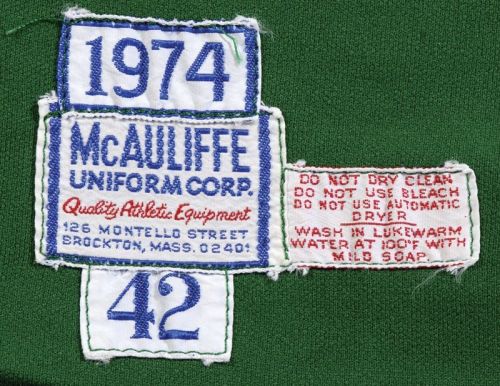 1974
McAULIFFE
UNIFORM CORP.
Quality Athletic Equipment
126 MONTELLO STREET
BROCKTON, MASS. 02401
42
DO NOT DRY CLEAN
DO NOT USE BLEACH
DO NOT USE AUTOMATIC
DRYER
WASH IN LUKEWARM
WATER AT 100°F WITH
MILD SOAP.